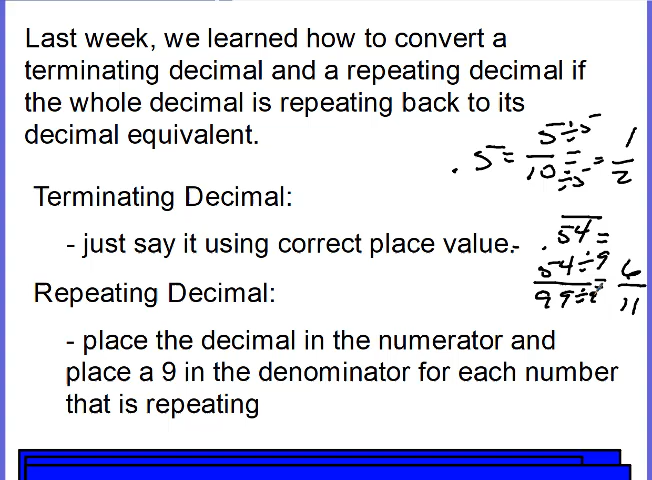 Last week, we learned how to convert a
terminating decimal and a repeating decimal if
the whole decimal is repeating back to its
decimal equivalent.
.5 = 5 ÷ 5 / 10 ÷ 5 = 1/2
Terminating Decimal:
- just say it using correct place value.-
.5̅4̅ =
54 ÷ 9 / 99 ÷ 9 = 6/11
Repeating Decimal:
- place the decimal in the numerator and
place a 9 in the denominator for each number
that is repeating